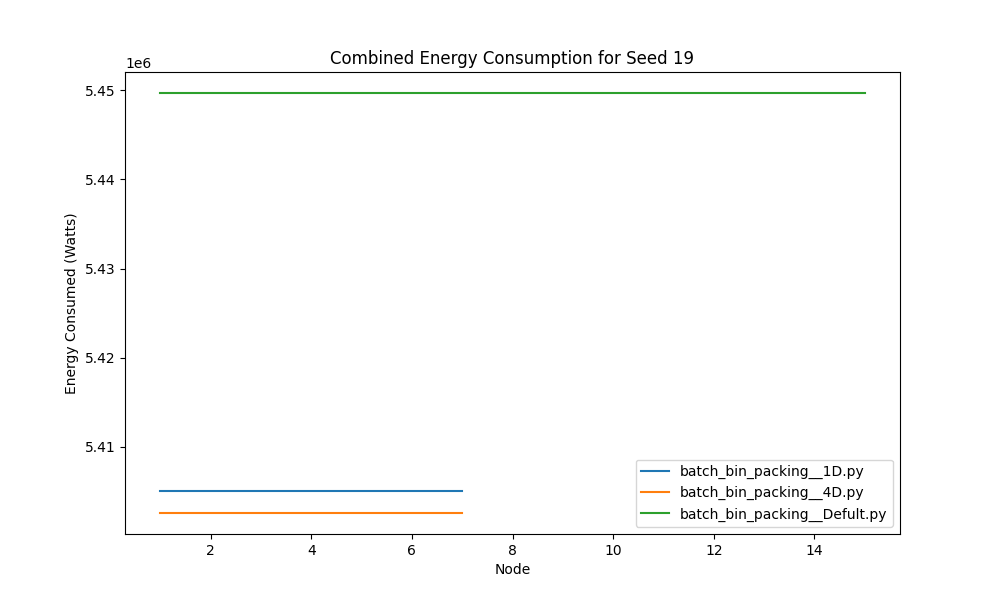 Combined Energy Consumption for Seed 19
1e6
5.45
5.44
5.43
5.42
5.41
Energy Consumed (Watts)
2 4 6 8 10 12 14
Node
batch_bin_packing__1D.py
batch_bin_packing__4D.py
batch_bin_packing__Defult.py